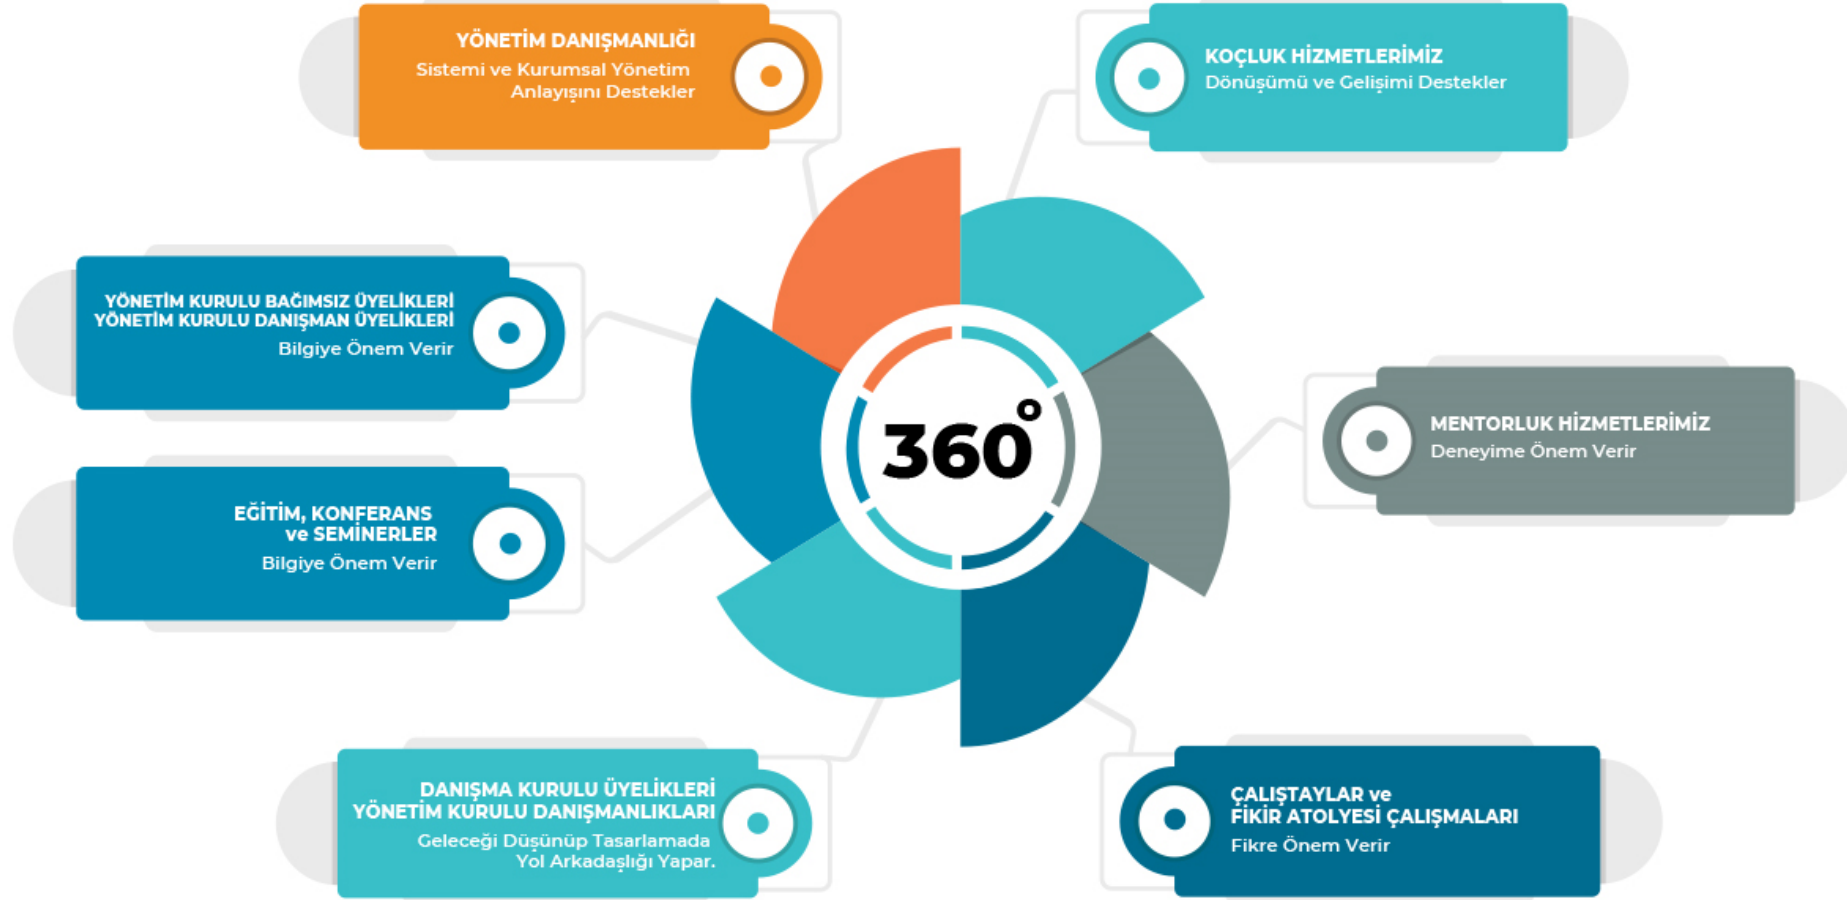 YÖNETİM DANIŞMANLIĞI
Sistemi ve Kurumsal Yönetim
Anlayışını Destekler
KOÇLUK HİZMETLERİMİZ
Dönüşümü ve Gelişimi Destekler
YÖNETİM KURULU BAĞIMSIZ ÜYELİKLERİ
YÖNETİM KURULU DANIŞMAN ÜYELİKLERİ
Bilgiye Önem Verir
360°
MENTORLUK HİZMETLERİMİZ
Deneyime Önem Verir
EĞİTİM, KONFERANS
ve SEMİNERLER
Bilgiye Önem Verir
DANIŞMA KURULU ÜYELİKLERİ
YÖNETİM KURULU DANIŞMANLIKLARI
Geleceği Düşünüp Tasarlamada
Yol Arkadaşlığı Yapar.
ÇALIŞTAYLAR ve
FİKİR ATOLYESİ ÇALIŞMALARI
Fikre Önem Verir